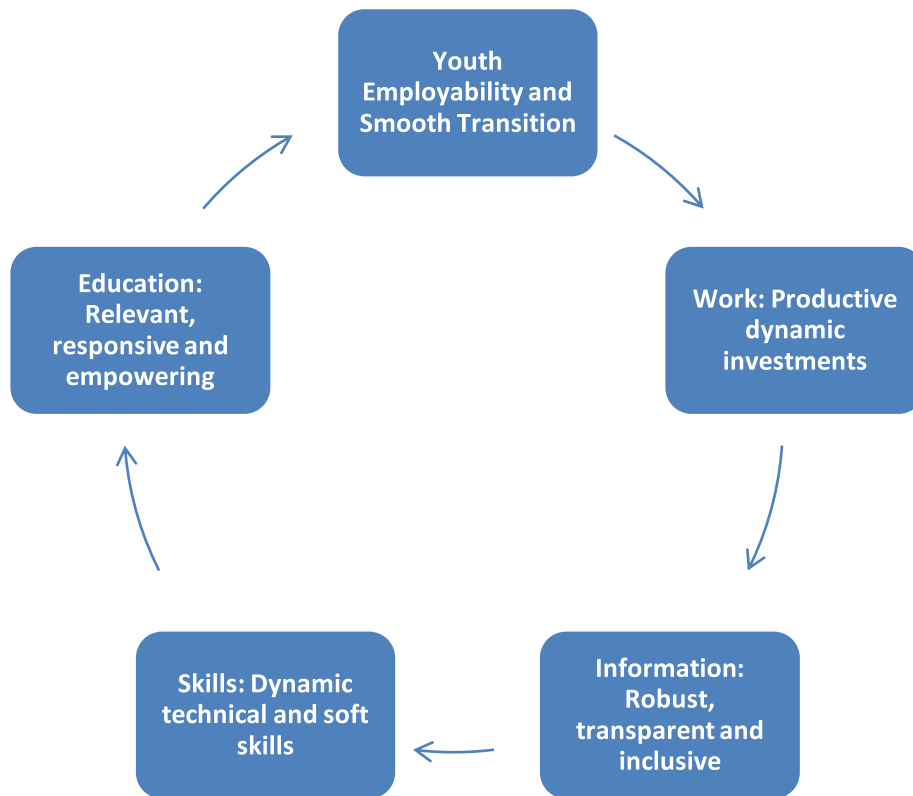 Youth
Employability and
Smooth Transition
Education:
Relevant,
responsive and
empowering
Work: Productive
dynamic
investments
Skills: Dynamic
technical and soft
skills
Information:
Robust,
transparent and
inclusive